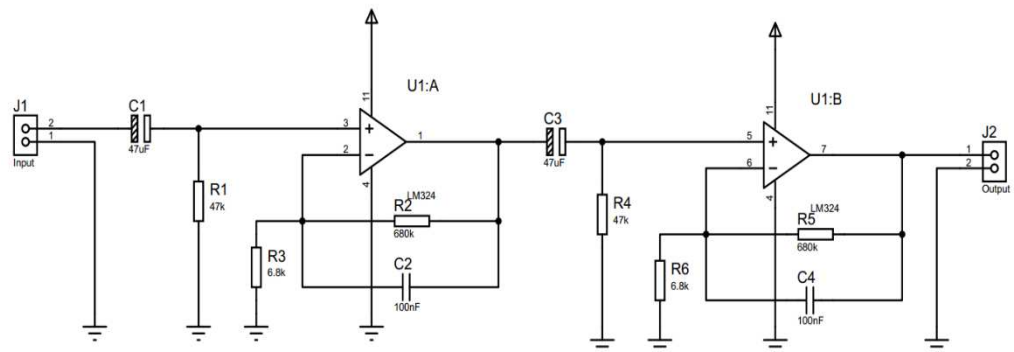 J1
2
1
Input
C1
47uF
R1
47k
U1:A
11
3
+
2
−
1
4
LM324
R3
6.8k
R2
680k
C2
100nF
C3
47uF
R4
47k
U1:B
11
5
+
6
−
7
4
LM324
R6
6.8k
R5
680k
C4
100nF
J2
1
2
Output